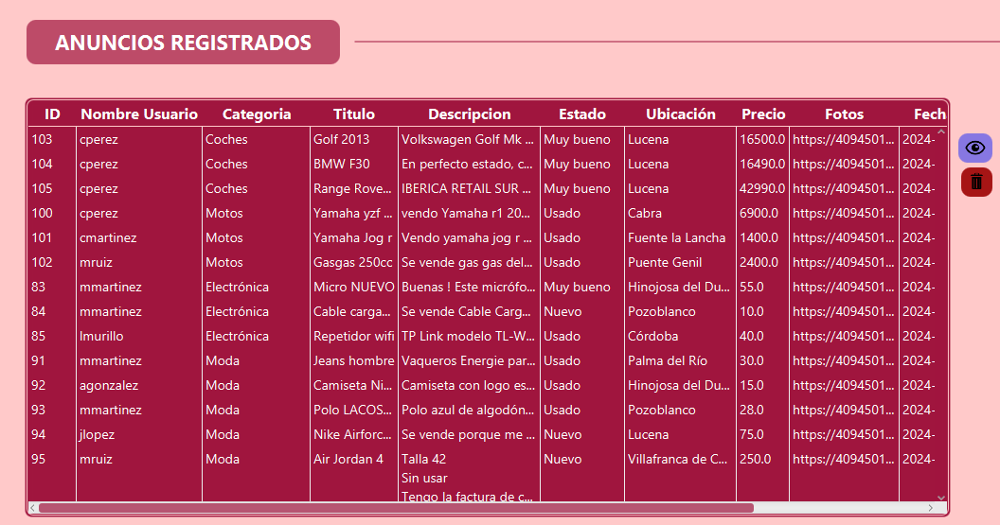 ANUNCIOS REGISTRADOS
ID Nombre Usuario Categoria Titulo Descripcion Estado Ubicación Precio Fotos Fech
103 cperez Coches Golf 2013 Volkswagen Golf Mk ... Muy bueno Lucena 16500.0 https://4094501... 2024-
104 cperez Coches BMW F30 En perfecto estado, c... Muy bueno Lucena 16490.0 https://4094501... 2024-
105 cperez Coches Range Rove... IBERICA RETAIL SUR ... Muy bueno Lucena 42990.0 https://4094501... 2024-
100 cperez Motos Yamaha yzf ... vendo Yamaha r1 20... Usado Cabra 6900.0 https://4094501... 2024-
101 cmartinez Motos Yamaha Jog r Vendo yamaha jog r ... Usado Fuente la Lancha 1400.0 https://4094501... 2024-
102 mruiz Motos Gasgas 250cc Se vende gas gas del... Usado Puente Genil 2400.0 https://4094501... 2024-
83 mmartinez Electrónica Micro NUEVO Buenas ! Este micrófo... Muy bueno Hinojosa del Du... 55.0 https://4094501... 2024-
84 mmartinez Electrónica Cable carga... Se vende Cable Carg... Nuevo Pozoblanco 10.0 https://4094501... 2024-
85 lmurillo Electrónica Repetidor wifi TP Link modelo TL-W... Usado Córdoba 40.0 https://4094501... 2024-
91 mmartinez Moda Jeans hombre Vaqueros Energie par... Usado Palma del Río 30.0 https://4094501... 2024-
92 agonzalez Moda Camiseta Ni... Camiseta con logo es... Usado Hinojosa del Du... 15.0 https://4094501... 2024-
93 mmartinez Moda Polo LACOS... Polo azul de algodón... Usado Pozoblanco 28.0 https://4094501... 2024-
94 jlopez Moda Nike Airforc... Se vende porque me ... Nuevo Lucena 75.0 https://4094501... 2024-
95 mruiz Moda Air Jordan 4 Talla 42 Nuevo Villafranca de C... 250.0 https://4094501... 2024-
Sin usar
Tengo la factura de c...